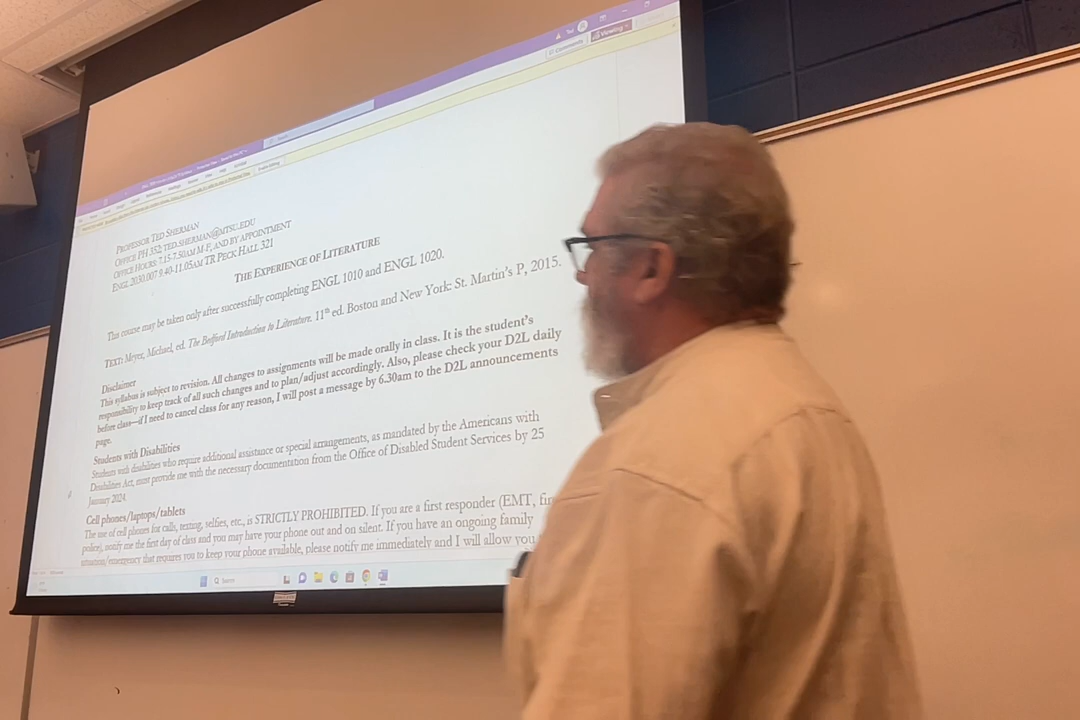 Comments
Viewing
PROFESSOR TED SHERMAN
OFFICE PH 352; TED.SHERMAN@MTSU.EDU
OFFICE HOURS: 7.15-7.50AM M-F, AND BY APPOINTMENT
ENGL 2030.007 9.40-11.05AM TR PECK HALL 321
THE EXPERIENCE OF LITERATURE
This course may be taken only after successfully completing ENGL 1010 and ENGL 1020.
TEXT: Meyer, Michael, ed. The Bedford Introduction to Literature. 11th ed. Boston and New York: St. Martin's P, 2015.
Disclaimer
This syllabus is subject to revision. All changes to assignments will be made orally in class. It is the student's
responsibility to keep track of all such changes and to plan/adjust accordingly. Also, please check your D2L daily
before class—if I need to cancel class for any reason, I will post a message by 6.30am to the D2L announcements
page.
Students with Disabilities
Students with disabilities who require additional assistance or special arrangements, as mandated by the Americans with
Disabilities Act, must provide me with the necessary documentation from the Office of Disabled Student Services by 25
January 2024.
Cell phones/laptops/tablets
The use of cell phones for calls, texting, selfies, etc., is STRICTLY PROHIBITED. If you are a first responder (EMT,
police), notify me the first day of class and you may have your phone out and on silent. If you have an ongoing family
situation/emergency that requires you to keep your phone available, please notify me immediately and I will allow you
Search